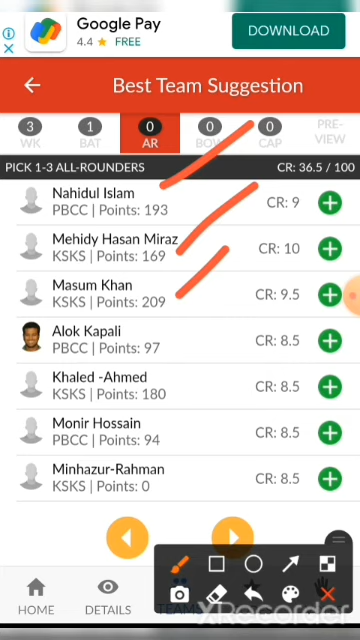 Google Pay
4.4 ★ FREE
DOWNLOAD
Best Team Suggestion
3 1 0 0 0
WK BAT AR BOW CAP PRE-VIEW
PICK 1-3 ALL-ROUNDERS CR: 36.5 / 100
Nahidul Islam
PBCC | Points: 193 CR: 9
Mehidy Hasan Miraz
KSKS | Points: 169 CR: 10
Masum Khan
KSKS | Points: 209 CR: 9.5
Alok Kapali
PBCC | Points: 97 CR: 8.5
Khaled -Ahmed
KSKS | Points: 180 CR: 8.5
Monir Hossain
PBCC | Points: 94 CR: 8.5
Minhazur-Rahman
KSKS | Points: 0 CR: 8.5
HOME DETAILS TEAMS
XRecorder